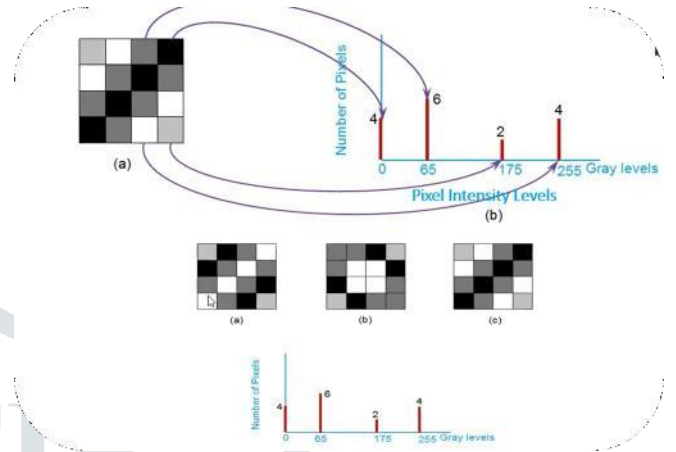 Number of Pixels
4
6
2
4
0
65
175
255 Gray levels
Pixel Intensity Levels
(a)
(b)
(a)
(b)
(c)
Number of Pixels
4
6
2
4
0
65
175
255 Gray levels